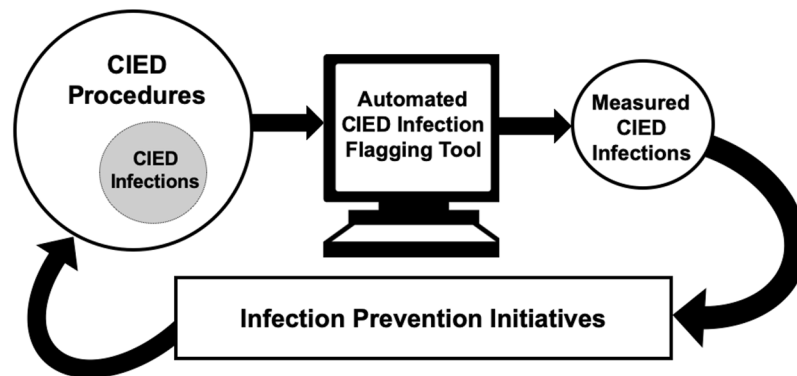 CIED
Procedures
CIED
Infections
Automated
CIED Infection
Flagging Tool
Measured
CIED
Infections
Infection Prevention Initiatives